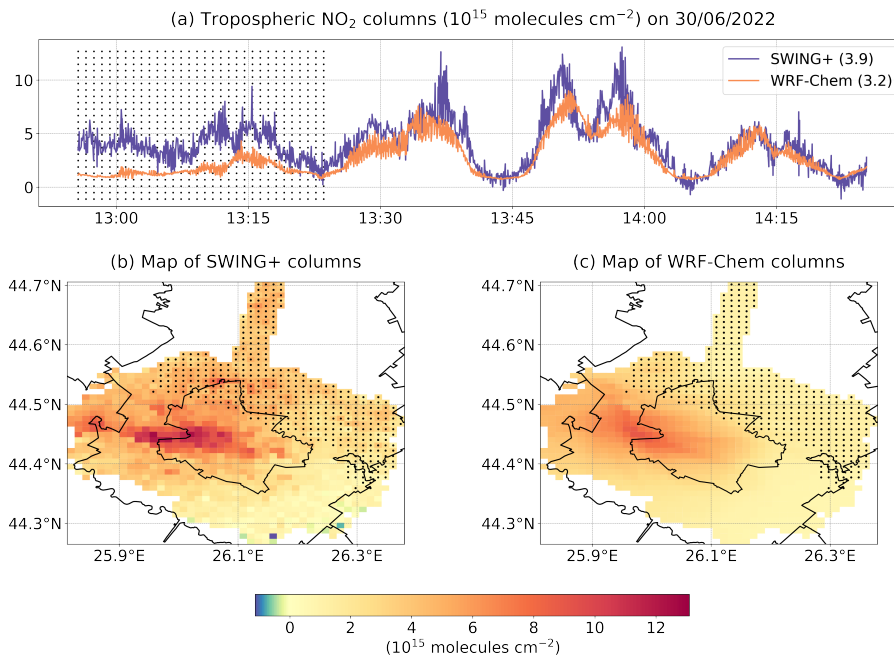 (a) Tropospheric NO₂ columns (10¹⁵ molecules cm⁻²) on 30/06/2022
10
5
0
SWING+ (3.9)
WRF-Chem (3.2)
13:00 13:15 13:30 13:45 14:00 14:15
(b) Map of SWING+ columns
(c) Map of WRF-Chem columns
44.7°N
44.6°N
44.5°N
44.4°N
44.3°N
25.9°E 26.1°E 26.3°E
44.7°N
44.6°N
44.5°N
44.4°N
44.3°N
25.9°E 26.1°E 26.3°E
0 2 4 6 8 10 12
(10¹⁵ molecules cm⁻²)